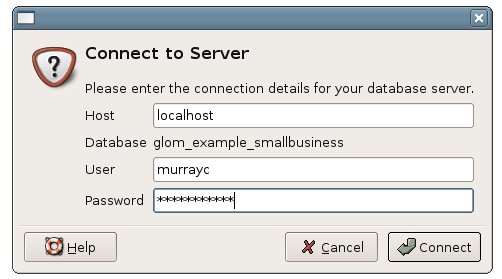 Connect to Server
Please enter the connection details for your database server.
Host localhost
Database glom_example_smallbusiness
User murrayc
Password ************
Help Cancel Connect